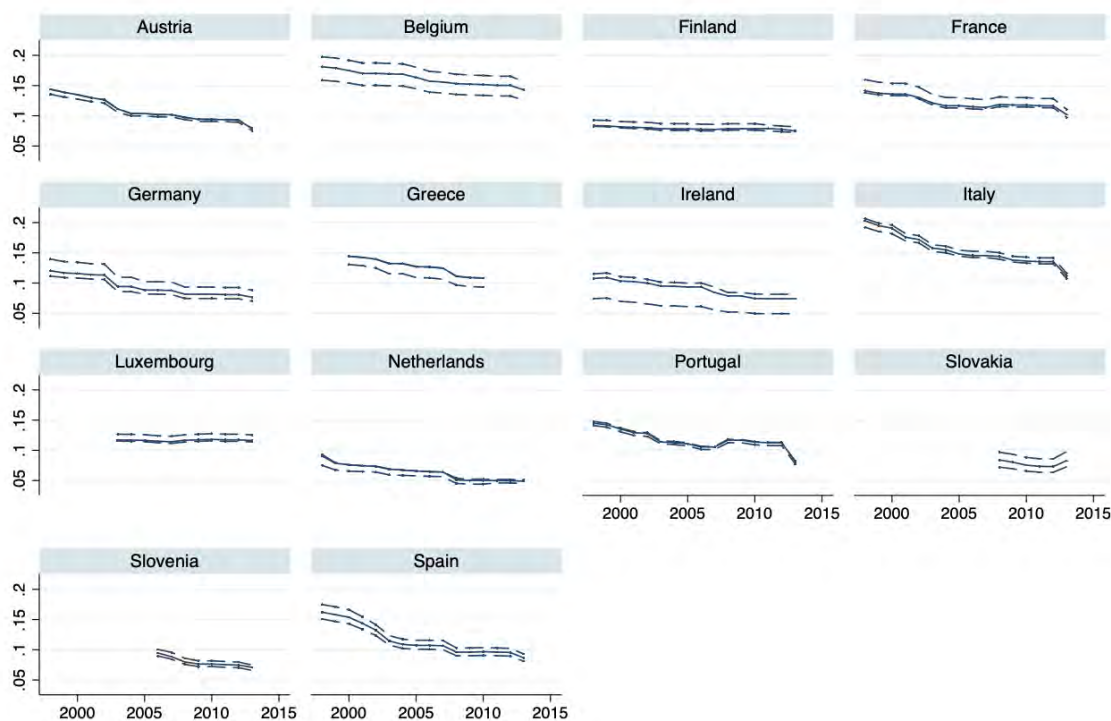 Austria Belgium Finland France
.2
.15
.1
.05
Germany Greece Ireland Italy
.2
.15
.1
.05
Luxembourg Netherlands Portugal Slovakia
.2
.15
.1
.05
2000 2005 2010 2015 2000 2005 2010 2015
Slovenia Spain
.2
.15
.1
.05
2000 2005 2010 2015 2000 2005 2010 2015